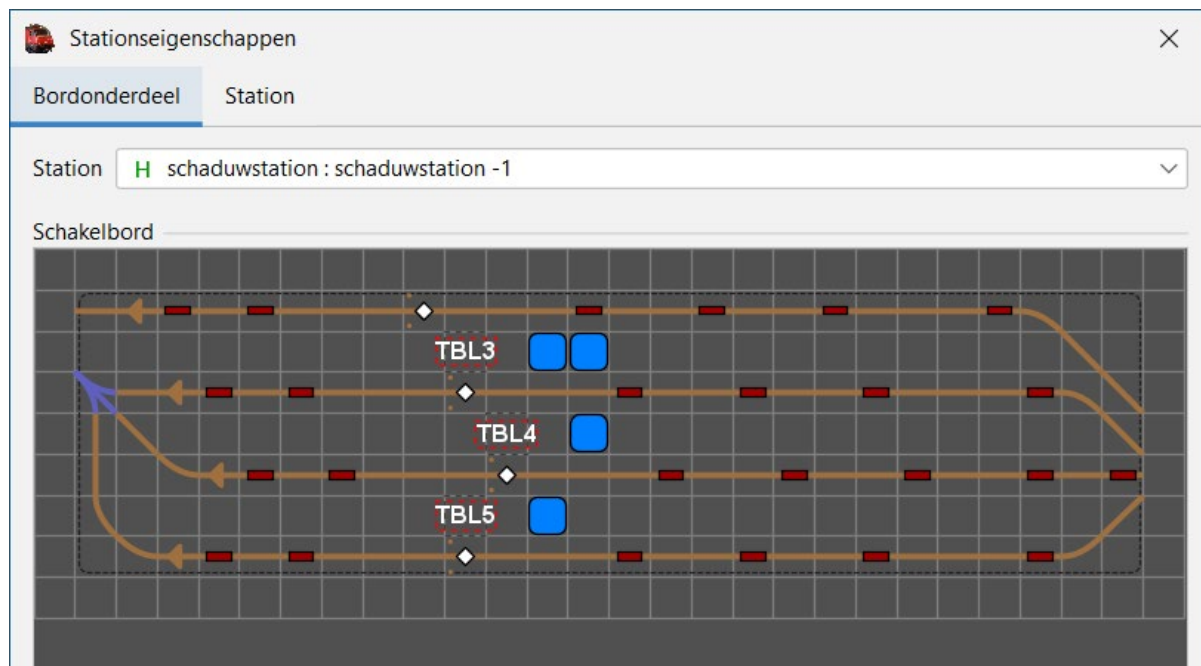 Stationseigenschappen
Bordonderdeel Station
Station H schaduwstation : schaduwstation -1
Schakelbord
TBL3
TBL4
TBL5